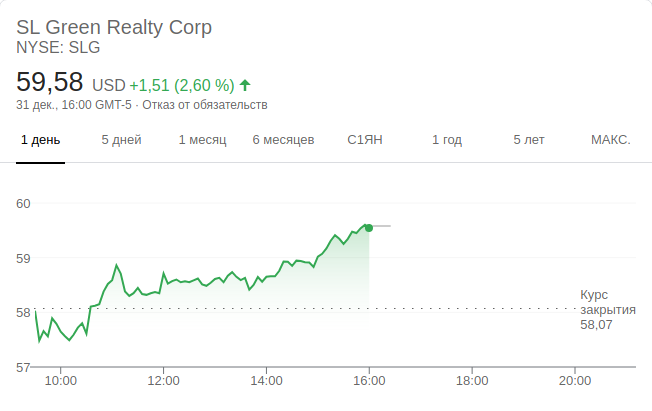 SL Green Realty Corp
NYSE: SLG
59,58 USD +1,51 (2,60 %)
31 дек., 16:00 GMT-5 · Отказ от обязательств
1 день 5 дней 1 месяц 6 месяцев С1ЯН 1 год 5 лет МАКС.
60
59
58
57
Курс
закрытия
58,07
10:00 12:00 14:00 16:00 18:00 20:00